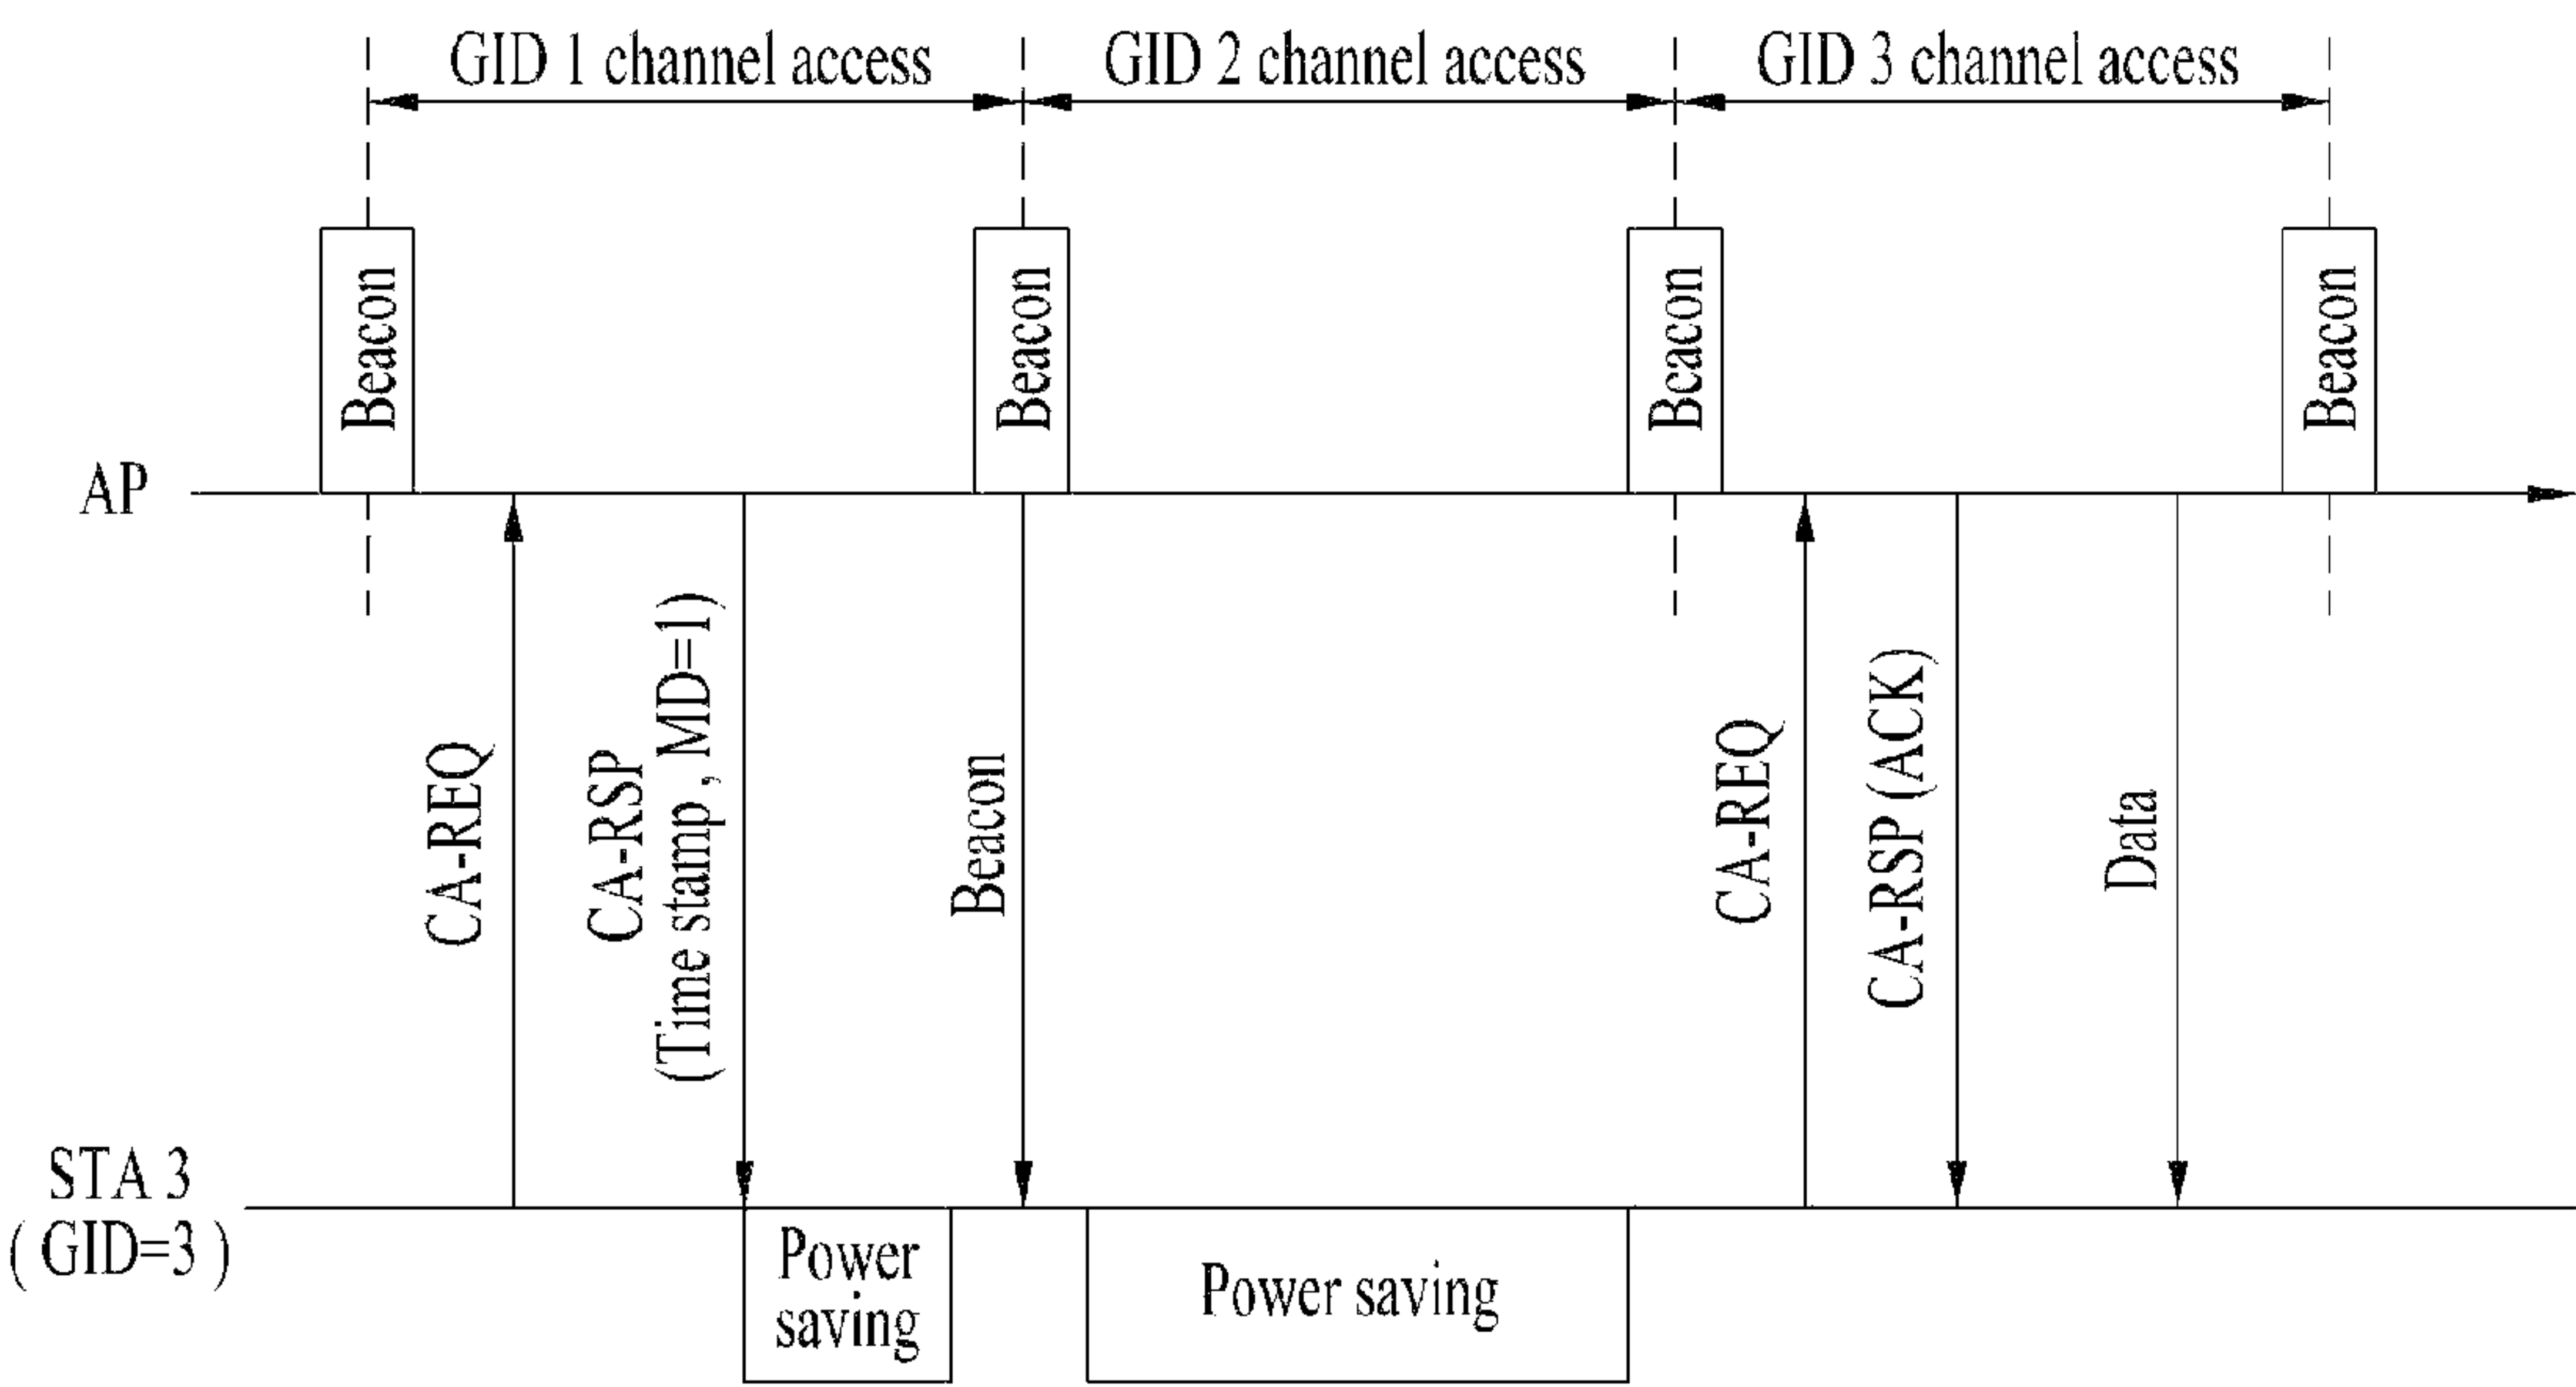 GID 1 channel access
GID 2 channel access
GID 3 channel access
Beacon
Beacon
Beacon
Beacon
AP
CA-REQ
CA-RSP
(Time stamp , MD=1)
Beacon
CA-REQ
CA-RSP (ACK)
Data
STA 3
( GID=3 )
Power
saving
Power saving